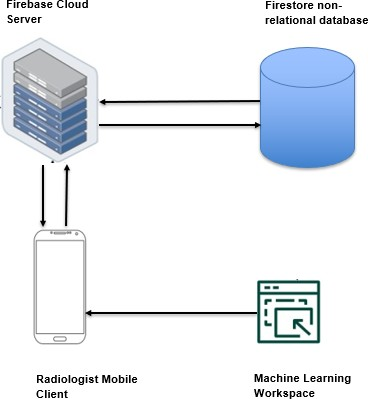 Firebase Cloud
Server
Firestore non-
relational database
Radiologist Mobile
Client
Machine Learning
Workspace